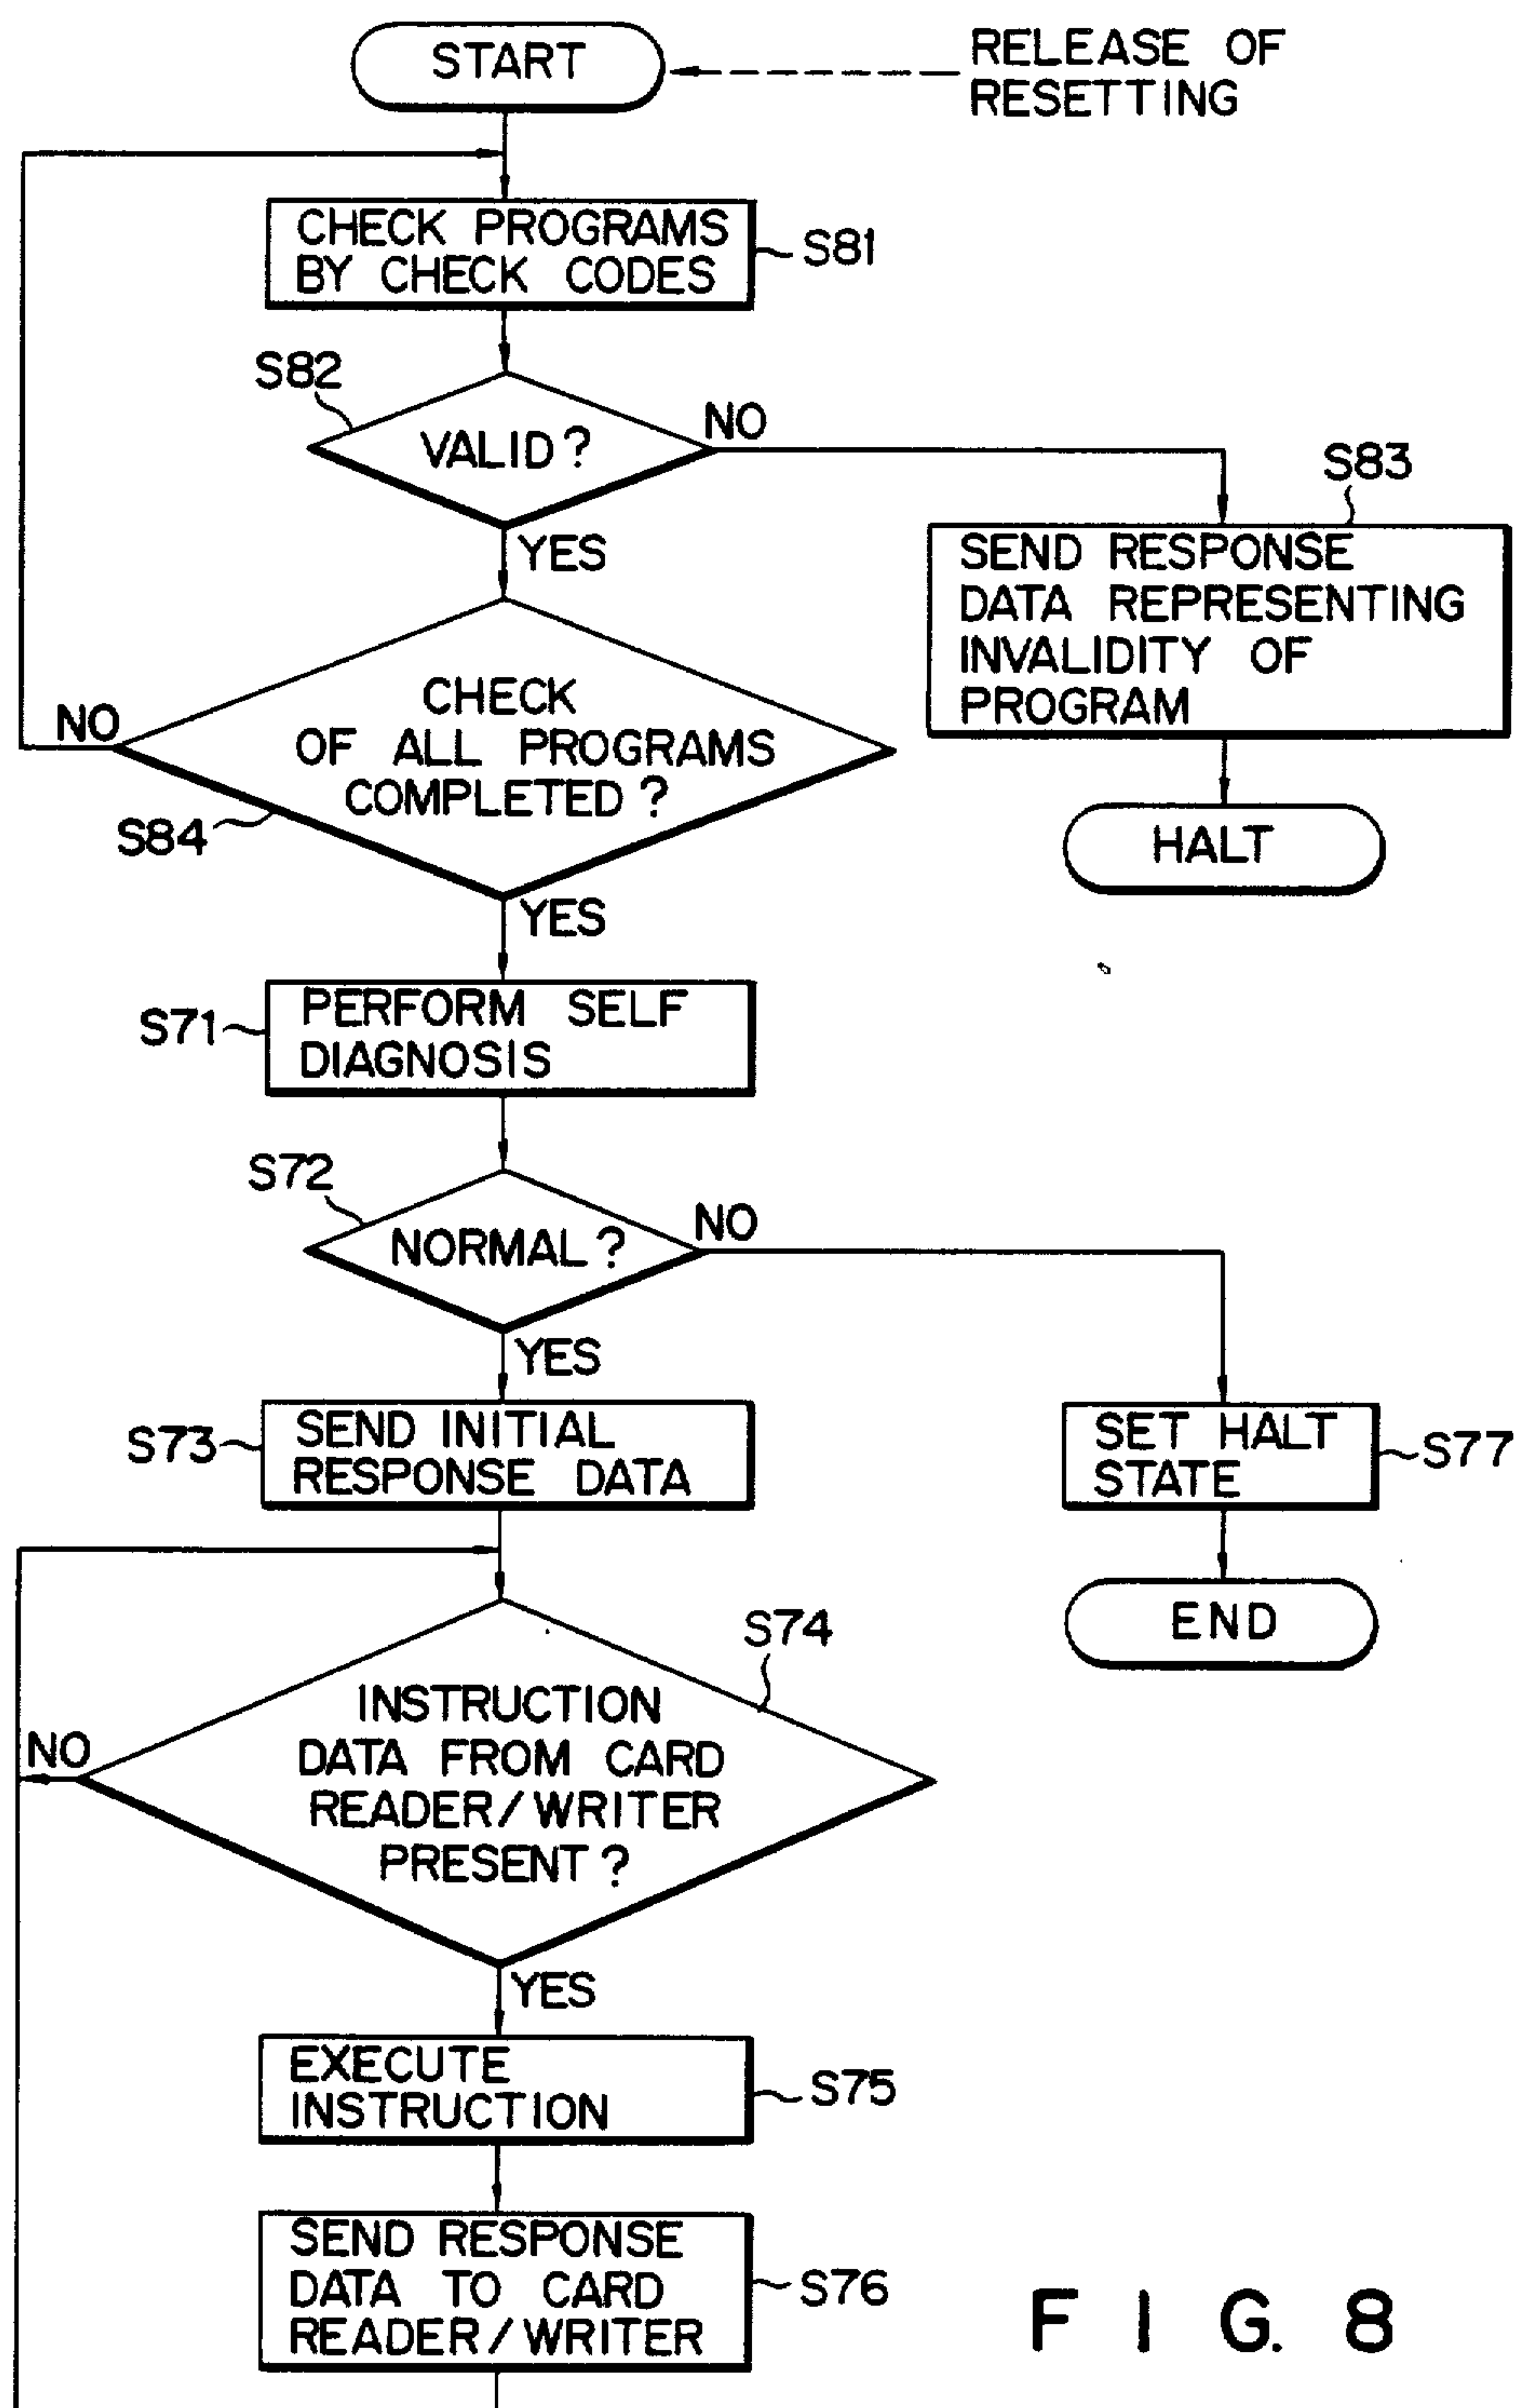 START
RELEASE OF
RESETTING
CHECK PROGRAMS
BY CHECK CODES
S81
S82
VALID?
NO
YES
S83
SEND RESPONSE
DATA REPRESENTING
INVALIDITY OF
PROGRAM
HALT
CHECK
OF ALL PROGRAMS
COMPLETED?
NO
S84
YES
S71
PERFORM SELF
DIAGNOSIS
S72
NORMAL?
NO
YES
S73
SEND INITIAL
RESPONSE DATA
SET HALT
STATE
S77
END
S74
INSTRUCTION
DATA FROM CARD
READER/WRITER
PRESENT?
NO
YES
EXECUTE
INSTRUCTION
S75
SEND RESPONSE
DATA TO CARD
READER/WRITER
S76
FIG. 8